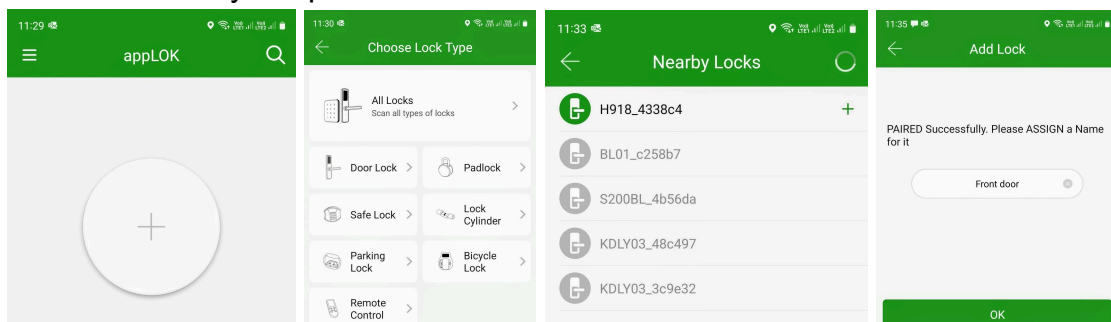 11:29
appLOK
11:30
Choose Lock Type
All Locks
Scan all types of locks
Door Lock
Padlock
Safe Lock
Lock
Cylinder
Parking
Lock
Bicycle
Lock
Remote
Control
11:33
Nearby Locks
H918_4338c4
BL01_c258b7
S200BL_4b56da
KDLY03_48c497
KDLY03_3c9e32
11:35
Add Lock
PAIRED Successfully. Please ASSIGN a Name
for it
Front door
OK